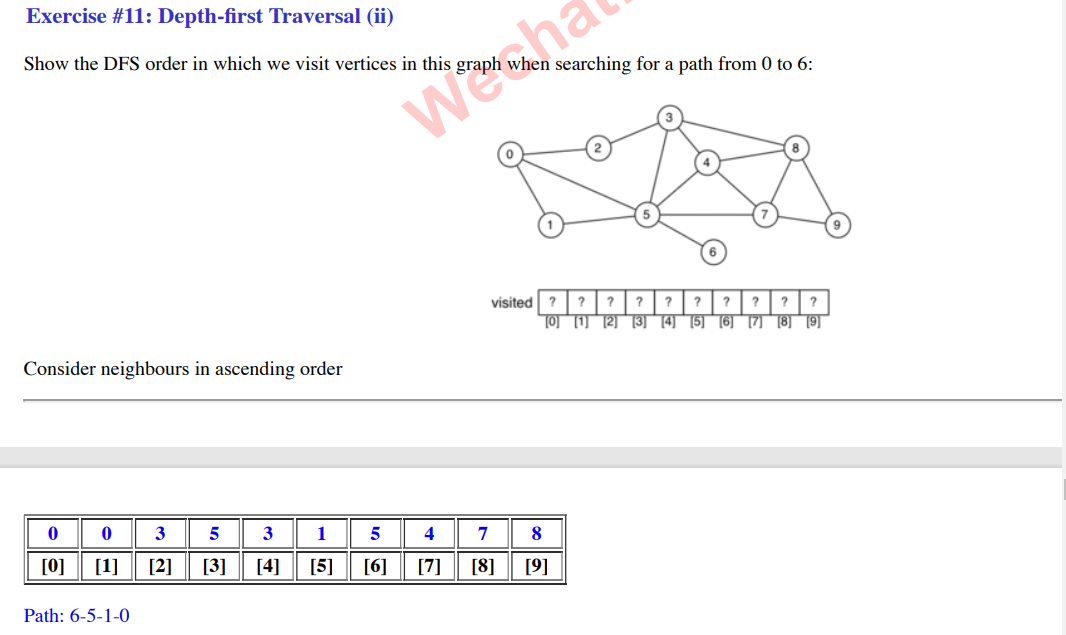 Exercise #11: Depth-first Traversal (ii)
Wechat
Show the DFS order in which we visit vertices in this graph when searching for a path from 0 to 6:
3
0 2 8
4
5 7
1 9
6
visited ? ? ? ? ? ? ? ? ? ?
[0] [1] [2] [3] [4] [5] [6] [7] [8] [9]
Consider neighbours in ascending order
0 0 3 5 3 1 5 4 7 8
[0] [1] [2] [3] [4] [5] [6] [7] [8] [9]
Path: 6-5-1-0